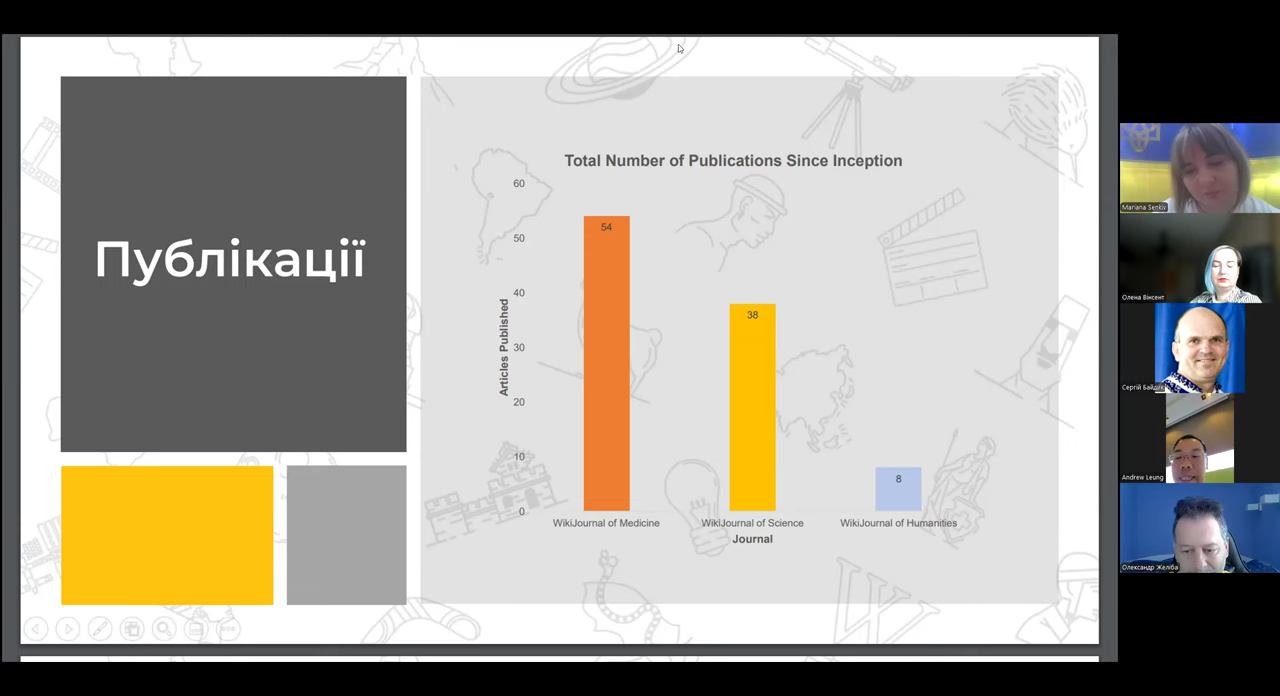 Публікації
Total Number of Publications Since Inception
60
50
40
30
20
10
0
Articles Published
54
38
8
WikiJournal of Medicine
WikiJournal of Science
WikiJournal of Humanities
Journal
Mariana Senkiv
Олена Вінсент
Andrew Leung
Олександр Желіба